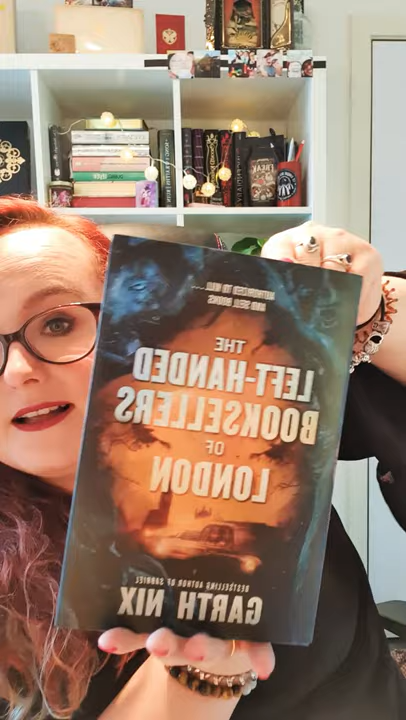 AUTHORIZED TO KILL....
AND SELL BOOKS
THE
LEFT-HANDED
BOOKSELLERS
OF
LONDON
BESTSELLING AUTHOR OF SABRIEL
GARTH NIX